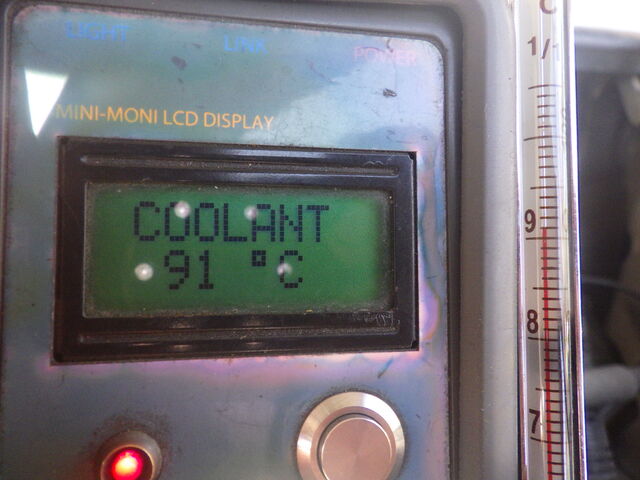 LIGHT LINK POWER
MINI-MONI LCD DISPLAY
COOLANT
91 °C
C
1/1
9
8
7